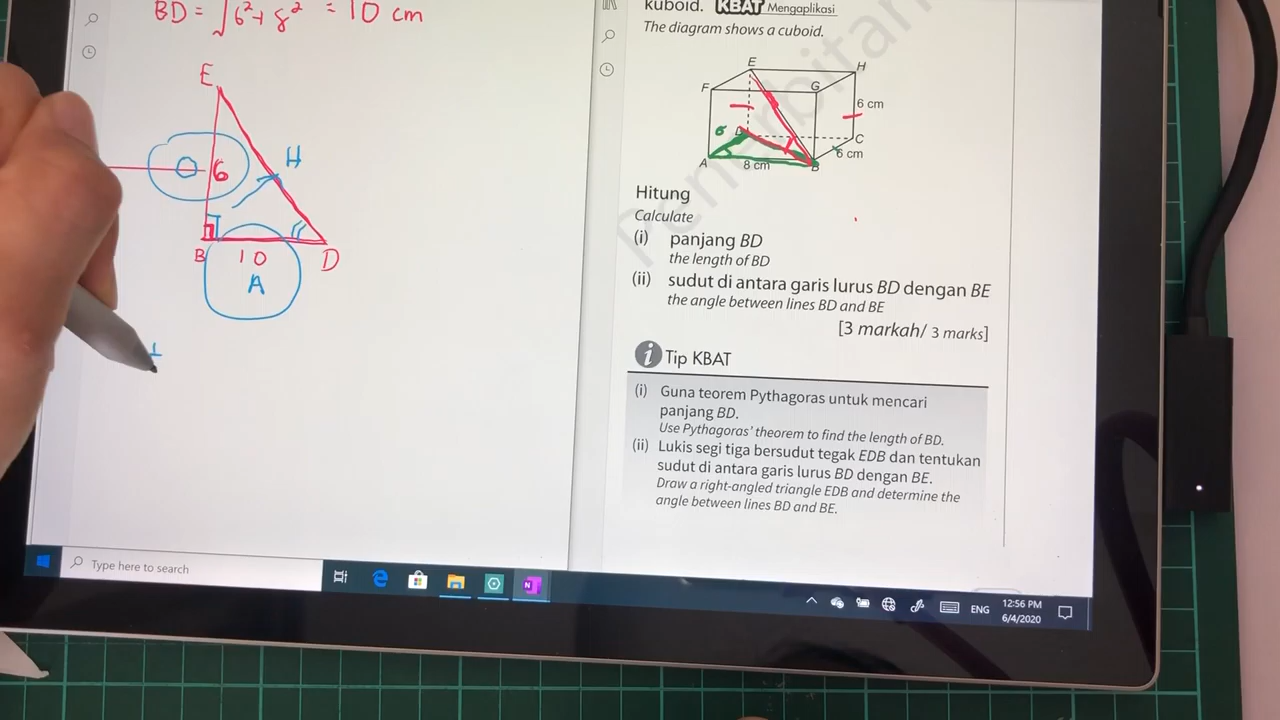 BD = √6²+8² = 10 cm
E
O
6
H
B
10
D
A
kuboid. KBAT Mengaplikasi
The diagram shows a cuboid.
E
H
F
G
6 cm
6
D
C
6 cm
A
8 cm
B
Hitung
Calculate
(i) panjang BD
the length of BD
(ii) sudut di antara garis lurus BD dengan BE
the angle between lines BD and BE
[3 markah/ 3 marks]
i Tip KBAT
(i) Guna teorem Pythagoras untuk mencari
panjang BD.
Use Pythagoras' theorem to find the length of BD.
(ii) Lukis segi tiga bersudut tegak EDB dan tentukan
sudut di antara garis lurus BD dengan BE.
Draw a right-angled triangle EDB and determine the
angle between lines BD and BE.
Type here to search
ENG
12:56 PM
6/4/2020